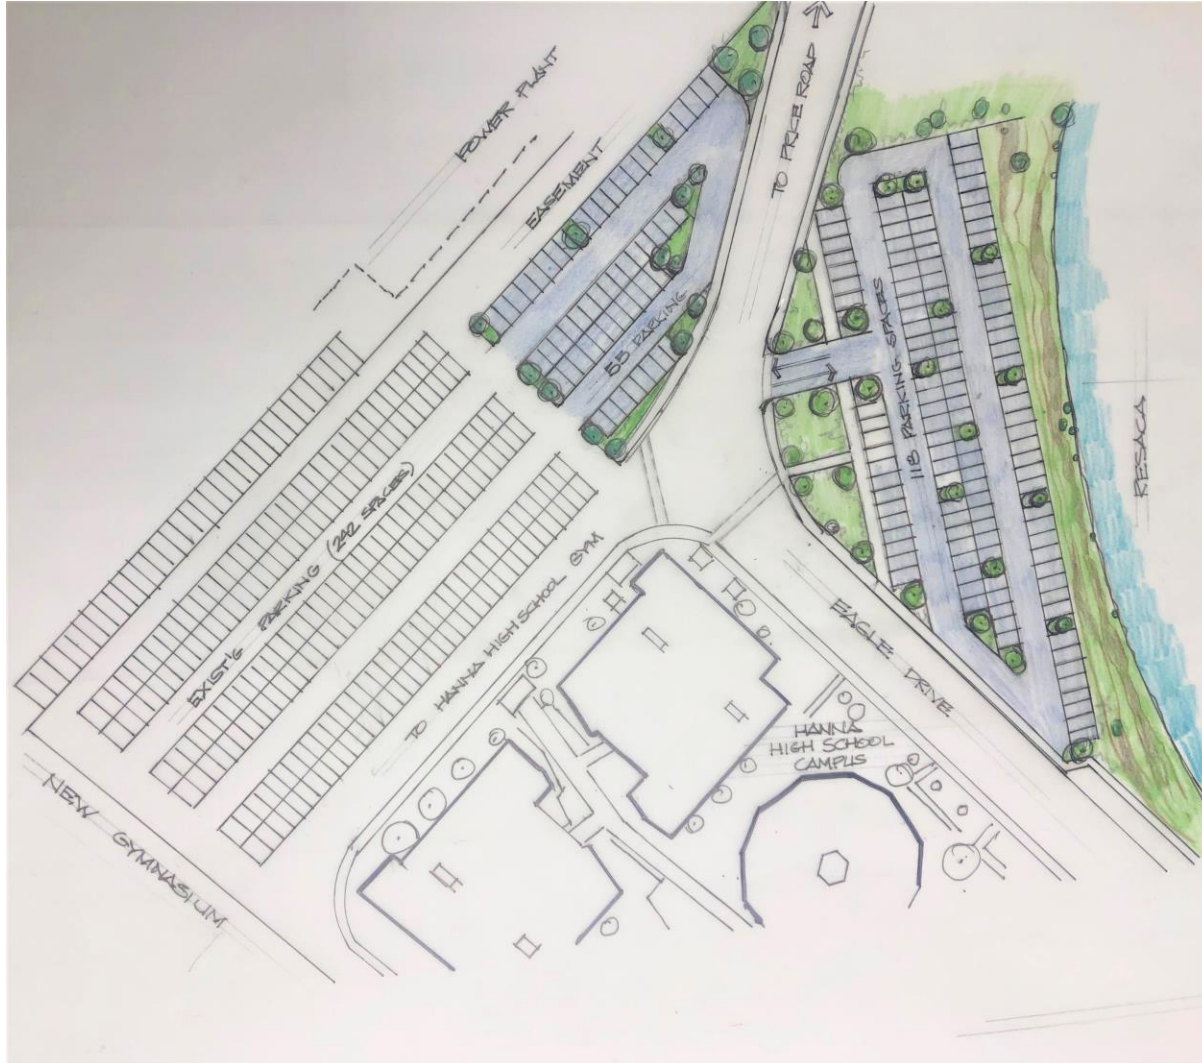 POWER PLANT
EASEMENT
TO PRICE ROAD
55 PARKING
118 PARKING SPACES
RESACA
EXIST'G PARKING (242 SPACES)
TO HANNA HIGH SCHOOL GYM
EAGLE DRIVE
HANNA
HIGH SCHOOL
CAMPUS
NEW GYMNASIUM